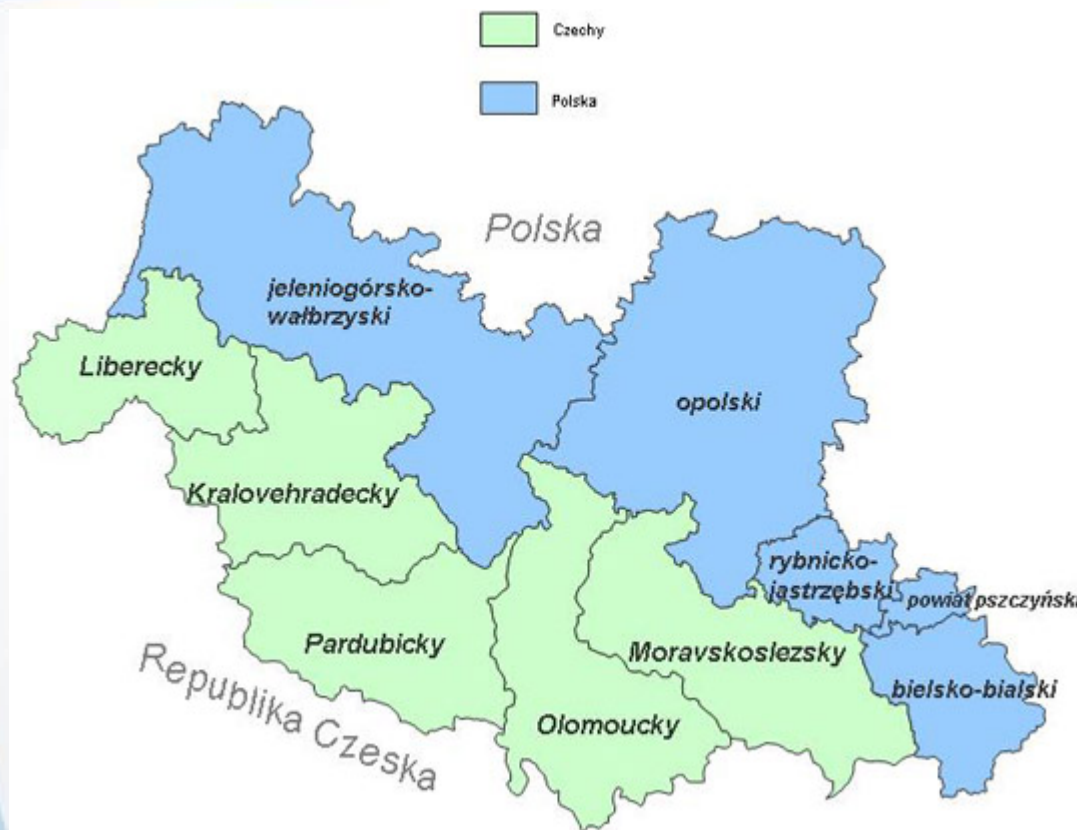 Czechy
Polska
Polska
jeleniogórsko-
wałbrzyski
Liberecky
opolski
Kralovehradecky
rybnicko-
jastrzębski
powiat pszczyński
Pardubicky
Moravskoslezsky
bielsko-bialski
Olomoucky
Republika Czeska